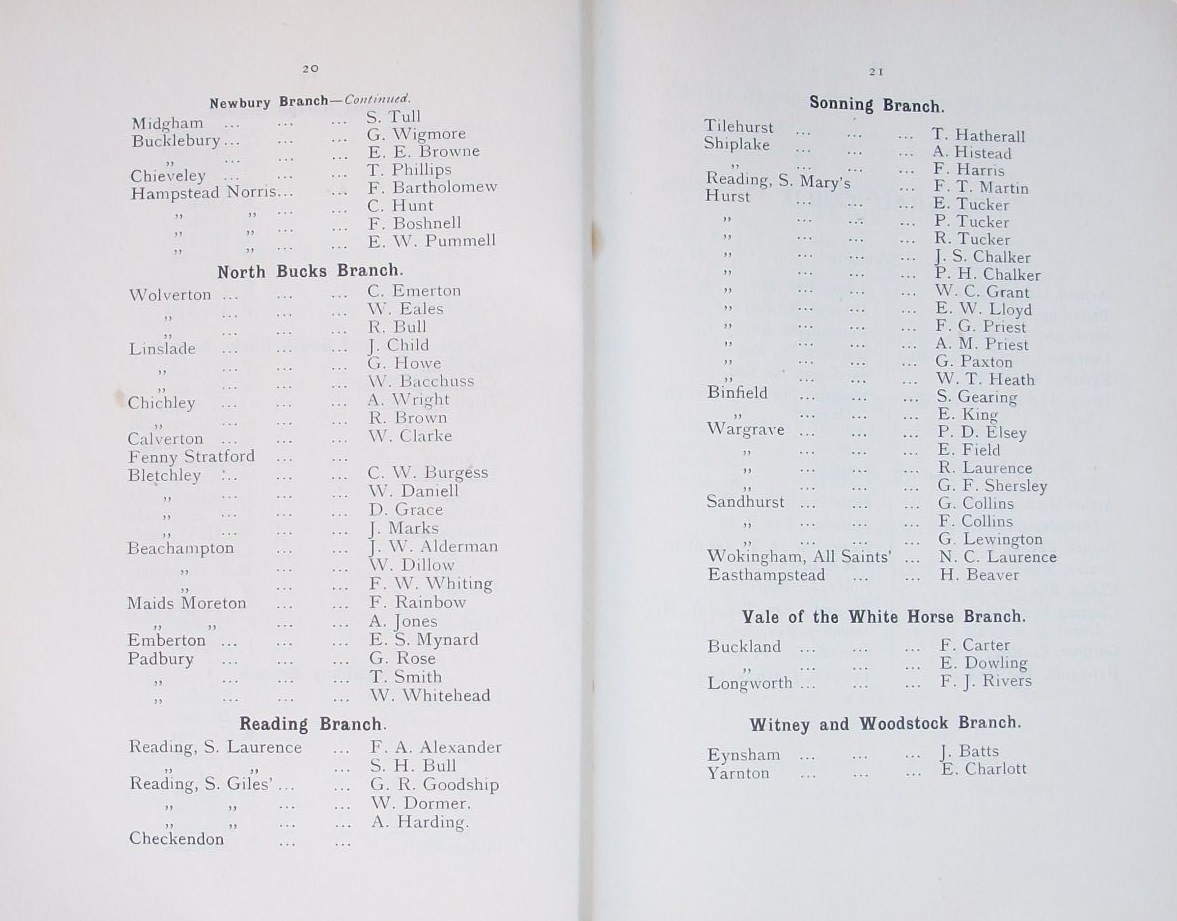 20
Newbury Branch—Continued.
Midgham ... ... ... S. Tull
Bucklebury... ... ... G. Wigmore
„ ... ... ... E. E. Browne
Chieveley ... ... ... T. Phillips
Hampstead Norris... ... F. Bartholomew
„ „ ... ... C. Hunt
„ „ ... ... F. Boshnell
„ „ ... ... E. W. Pummell
North Bucks Branch.
Wolverton ... ... ... C. Emerton
„ ... ... ... W. Eales
„ ... ... ... R. Bull
Linslade ... ... ... J. Child
„ ... ... ... G. Howe
„ ... ... ... W. Bacchuss
Chichley ... ... ... A. Wright
„ ... ... ... R. Brown
Calverton ... ... ... W. Clarke
Fenny Stratford ... ...
Bletchley ... ... ... C. W. Burgess
„ ... ... ... W. Daniell
„ ... ... ... D. Grace
„ ... ... ... J. Marks
Beachampton ... ... J. W. Alderman
„ ... ... W. Dillow
„ ... ... F. W. Whiting
Maids Moreton ... ... F. Rainbow
„ „ ... ... A. Jones
Emberton ... ... ... E. S. Mynard
Padbury ... ... ... G. Rose
„ ... ... ... T. Smith
„ ... ... ... W. Whitehead
Reading Branch.
Reading, S. Laurence ... F. A. Alexander
„ „ ... S. H. Bull
Reading, S. Giles' ... ... G. R. Goodship
„ „ ... ... W. Dormer.
„ „ ... ... A. Harding.
Checkendon ... ...
21
Sonning Branch.
Tilehurst ... ... ... T. Hatherall
Shiplake ... ... ... A. Histead
„ ... ... ... F. Harris
Reading, S. Mary's ... F. T. Martin
Hurst ... ... ... E. Tucker
„ ... ... P. Tucker
„ ... ... R. Tucker
„ ... ... J. S. Chalker
„ ... ... P. H. Chalker
„ ... ... W. C. Grant
„ ... ... E. W. Lloyd
„ ... ... F. G. Priest
„ ... ... A. M. Priest
„ ... ... G. Paxton
„ ... ... W. T. Heath
Binfield ... ... S. Gearing
„ ... ... E. King
Wargrave ... ... ... P. D. Elsey
„ ... ... E. Field
„ ... ... R. Laurence
„ ... ... G. F. Shersley
Sandhurst ... ... ... G. Collins
„ ... ... F. Collins
„ ... ... G. Lewington
Wokingham, All Saints' ... N. C. Laurence
Easthampstead ... ... H. Beaver
Vale of the White Horse Branch.
Buckland ... ... ... F. Carter
„ ... ... ... E. Dowling
Longworth ... ... ... F. J. Rivers
Witney and Woodstock Branch.
Eynsham ... ... ... J. Batts
Yarnton ... ... ... E. Charlott